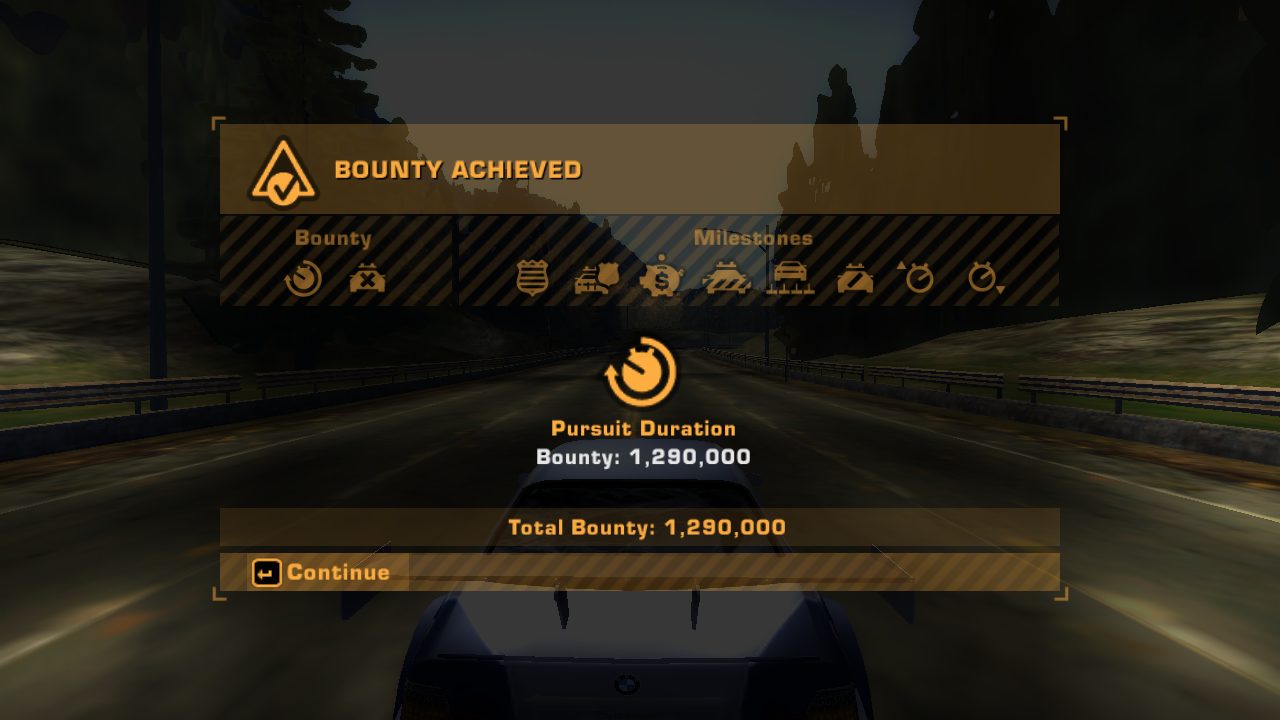 BOUNTY ACHIEVED
Bounty
Milestones
$
Pursuit Duration
Bounty: 1,290,000
Total Bounty: 1,290,000
Continue